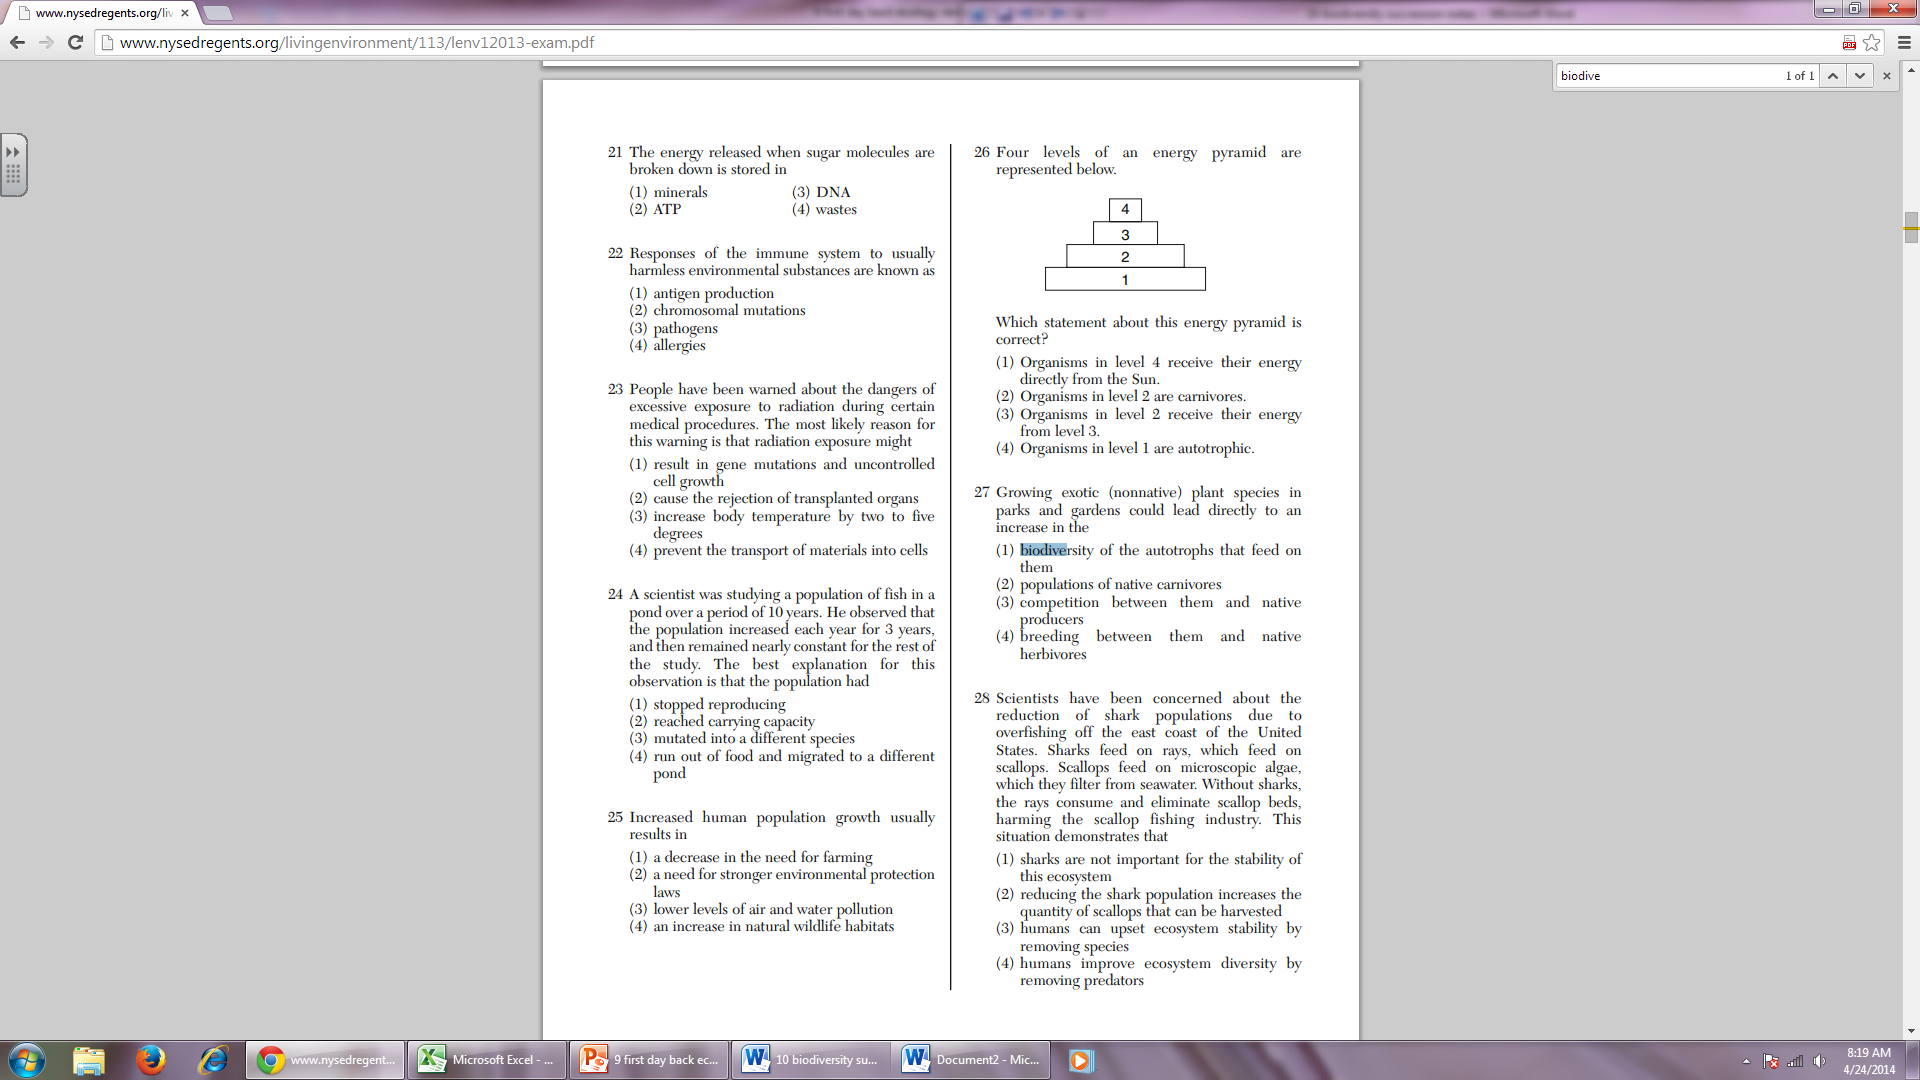 www.nysedregents.org/liv
www.nysedregents.org/livingenvironment/113/lenv12013-exam.pdf
biodive 1 of 1
21 The energy released when sugar molecules are
broken down is stored in
(1) minerals (3) DNA
(2) ATP (4) wastes
22 Responses of the immune system to usually
harmless environmental substances are known as
(1) antigen production
(2) chromosomal mutations
(3) pathogens
(4) allergies
23 People have been warned about the dangers of
excessive exposure to radiation during certain
medical procedures. The most likely reason for
this warning is that radiation exposure might
(1) result in gene mutations and uncontrolled
cell growth
(2) cause the rejection of transplanted organs
(3) increase body temperature by two to five
degrees
(4) prevent the transport of materials into cells
24 A scientist was studying a population of fish in a
pond over a period of 10 years. He observed that
the population increased each year for 3 years,
and then remained nearly constant for the rest of
the study. The best explanation for this
observation is that the population had
(1) stopped reproducing
(2) reached carrying capacity
(3) mutated into a different species
(4) run out of food and migrated to a different
pond
25 Increased human population growth usually
results in
(1) a decrease in the need for farming
(2) a need for stronger environmental protection
laws
(3) lower levels of air and water pollution
(4) an increase in natural wildlife habitats
26 Four levels of an energy pyramid are
represented below.
4
3
2
1
Which statement about this energy pyramid is
correct?
(1) Organisms in level 4 receive their energy
directly from the Sun.
(2) Organisms in level 2 are carnivores.
(3) Organisms in level 2 receive their energy
from level 3.
(4) Organisms in level 1 are autotrophic.
27 Growing exotic (nonnative) plant species in
parks and gardens could lead directly to an
increase in the
(1) biodiversity of the autotrophs that feed on
them
(2) populations of native carnivores
(3) competition between them and native
producers
(4) breeding between them and native
herbivores
28 Scientists have been concerned about the
reduction of shark populations due to
overfishing off the east coast of the United
States. Sharks feed on rays, which feed on
scallops. Scallops feed on microscopic algae,
which they filter from seawater. Without sharks,
the rays consume and eliminate scallop beds,
harming the scallop fishing industry. This
situation demonstrates that
(1) sharks are not important for the stability of
this ecosystem
(2) reducing the shark population increases the
quantity of scallops that can be harvested
(3) humans can upset ecosystem stability by
removing species
(4) humans improve ecosystem diversity by
removing predators
www.nysedregent... Microsoft Excel - ... 9 first day back ec... 10 biodiversity su... Document2 - Mic...
8:19 AM
4/24/2014